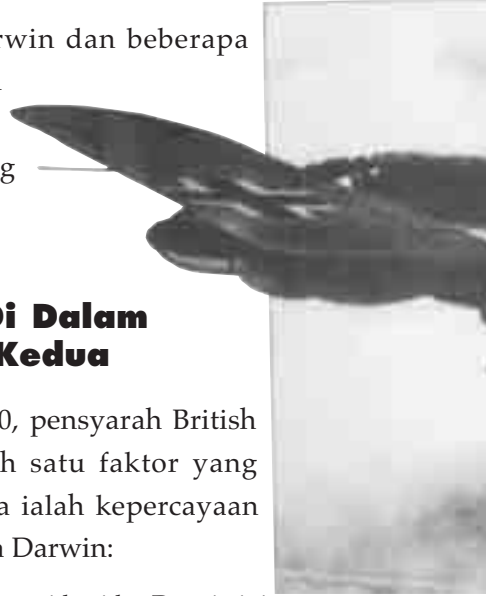 rwin dan beberapa
g
Di Dalam
Kedua
0, pensyarah British
h satu faktor yang
a ialah kepercayaan
n Darwin: